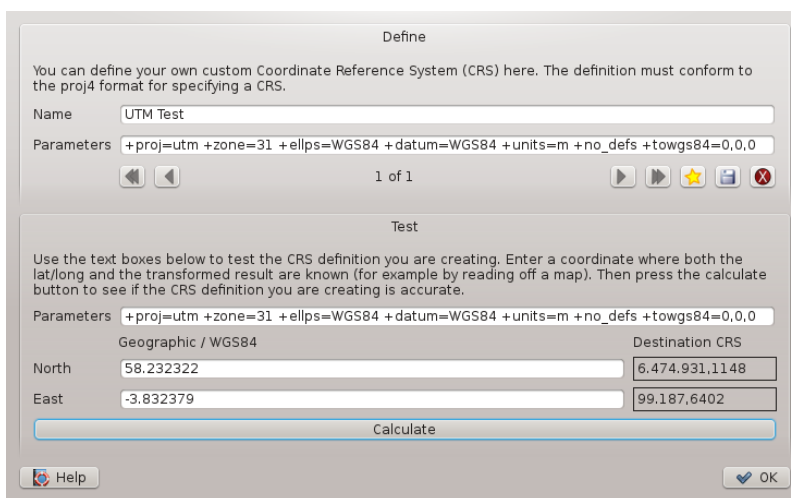 Define
You can define your own custom Coordinate Reference System (CRS) here. The definition must conform to
the proj4 format for specifying a CRS.
Name UTM Test
Parameters +proj=utm +zone=31 +ellps=WGS84 +datum=WGS84 +units=m +no_defs +towgs84=0,0,0
1 of 1
Test
Use the text boxes below to test the CRS definition you are creating. Enter a coordinate where both the
lat/long and the transformed result are known (for example by reading off a map). Then press the calculate
button to see if the CRS definition you are creating is accurate.
Parameters +proj=utm +zone=31 +ellps=WGS84 +datum=WGS84 +units=m +no_defs +towgs84=0,0,0
Geographic / WGS84 Destination CRS
North 58.232322 6.474.931,1148
East -3.832379 99.187,6402
Calculate
Help OK